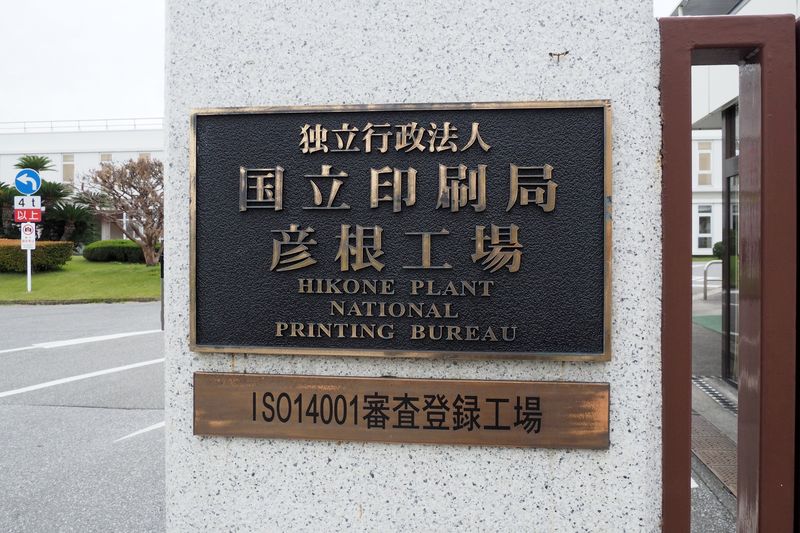 独立行政法人
国立印刷局
彦根工場
HIKONE PLANT
NATIONAL
PRINTING BUREAU
ISO14001審査登録工場
4t
以上